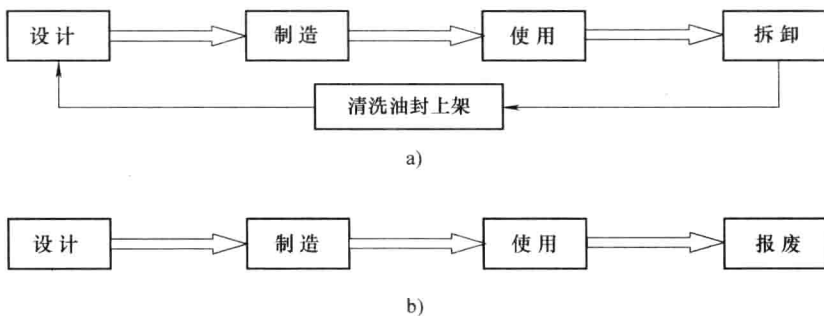 设计 制造 使用 拆卸
清洗油封上架
a)
设计 制造 使用 报废
b)